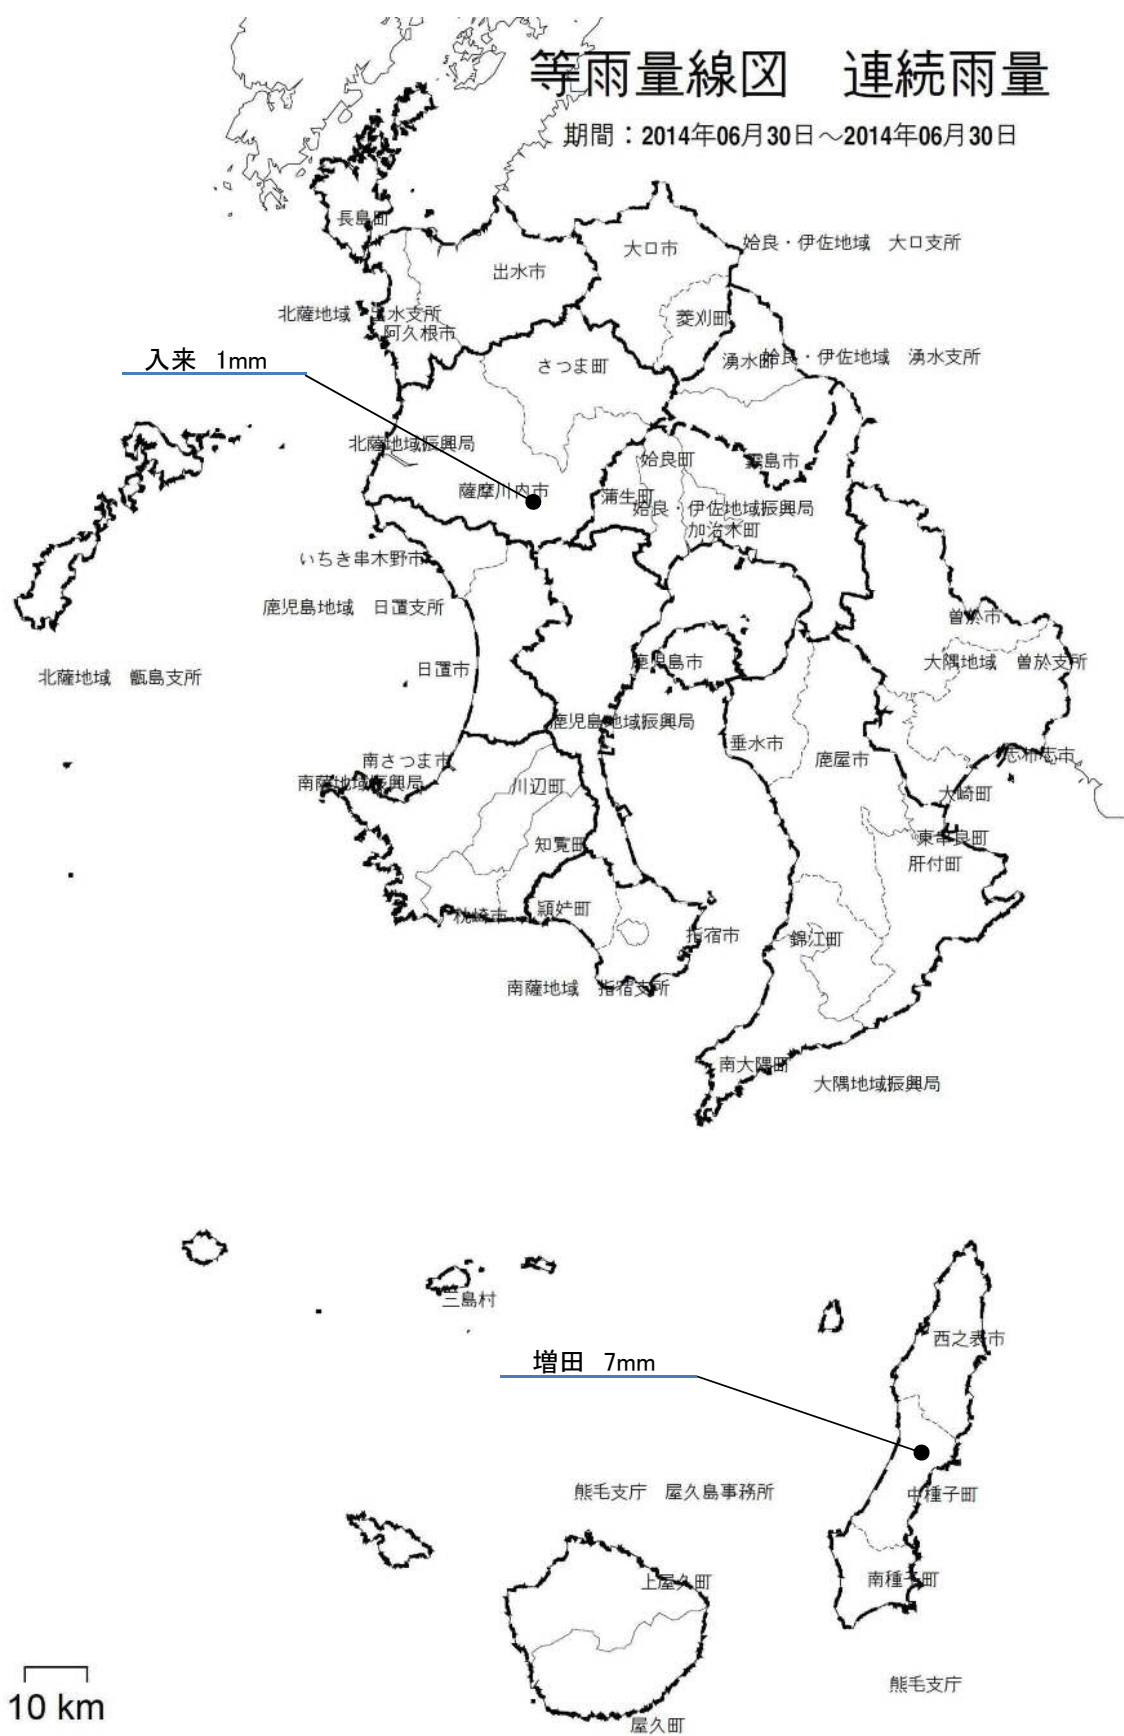 等雨量線図　連続雨量
期間：2014年06月30日～2014年06月30日
長島町
大口市
姶良・伊佐地域　大口支所
出水市
北薩地域　出水支所
菱刈町
阿久根市
入来　1mm
さつま町
湧水町
姶良・伊佐地域　湧水支所
北薩地域振興局
姶良町
霧島市
薩摩川内市
蒲生町
姶良・伊佐地域振興局
加治木町
いちき串木野市
鹿児島地域　日置支所
曽於市
日置市
鹿児島市
大隅地域　曽於支所
北薩地域　甑島支所
鹿児島地域振興局
垂水市
南さつま市
鹿屋市
志布志市
南薩地域振興局
川辺町
大崎町
知覧町
東串良町
肝付町
枕崎市
頴娃町
指宿市
錦江町
南薩地域　指宿支所
南大隅町
大隅地域振興局
三島村
西之表市
増田　7mm
熊毛支庁　屋久島事務所
中種子町
上屋久町
南種子町
熊毛支庁
10 km
屋久町